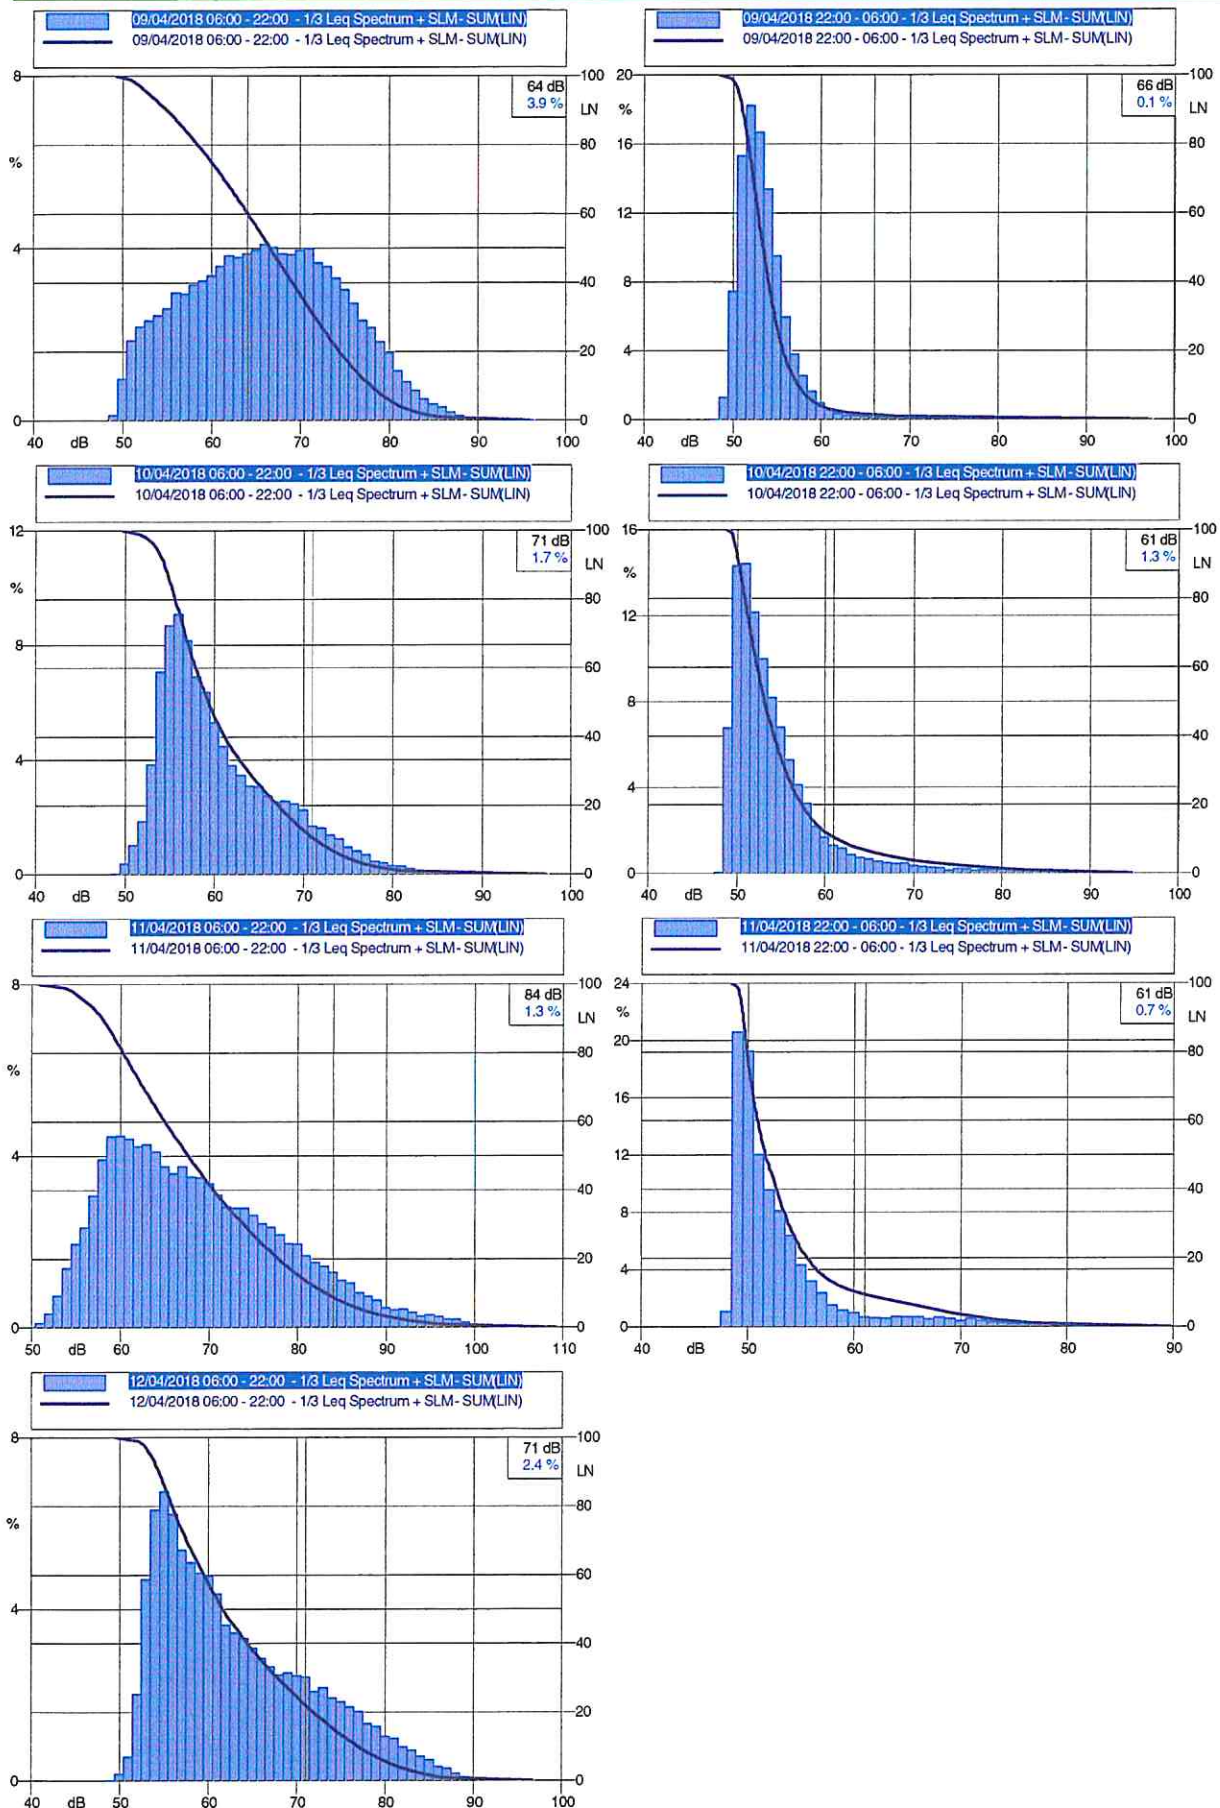 09/04/2018 06:00 - 22:00 - 1/3 Leq Spectrum + SLM - SUM(LIN)
09/04/2018 06:00 - 22:00 - 1/3 Leq Spectrum + SLM - SUM(LIN)
8
100
64 dB
3.9 %
LN
80
%
60
4
40
20
0
0
40 dB 50 60 70 80 90 100
09/04/2018 22:00 - 06:00 - 1/3 Leq Spectrum + SLM - SUM(LIN)
09/04/2018 22:00 - 06:00 - 1/3 Leq Spectrum + SLM - SUM(LIN)
20
100
66 dB
0.1 %
%
LN
16
80
12
60
8
40
4
20
0
0
40 dB 50 60 70 80 90 100
10/04/2018 06:00 - 22:00 - 1/3 Leq Spectrum + SLM - SUM(LIN)
10/04/2018 06:00 - 22:00 - 1/3 Leq Spectrum + SLM - SUM(LIN)
12
100
71 dB
1.7 %
LN
%
80
8
60
40
4
20
0
0
40 dB 50 60 70 80 90 100
10/04/2018 22:00 - 06:00 - 1/3 Leq Spectrum + SLM - SUM(LIN)
10/04/2018 22:00 - 06:00 - 1/3 Leq Spectrum + SLM - SUM(LIN)
16
100
61 dB
1.3 %
LN
%
80
12
60
8
40
4
20
0
0
40 dB 50 60 70 80 90 100
11/04/2018 06:00 - 22:00 - 1/3 Leq Spectrum + SLM - SUM(LIN)
11/04/2018 06:00 - 22:00 - 1/3 Leq Spectrum + SLM - SUM(LIN)
8
100
84 dB
1.3 %
LN
80
%
60
4
40
20
0
0
50 dB 60 70 80 90 100 110
11/04/2018 22:00 - 06:00 - 1/3 Leq Spectrum + SLM - SUM(LIN)
11/04/2018 22:00 - 06:00 - 1/3 Leq Spectrum + SLM - SUM(LIN)
24
100
61 dB
0.7 %
%
LN
20
80
16
60
12
40
8
20
4
0
0
40 dB 50 60 70 80 90
12/04/2018 06:00 - 22:00 - 1/3 Leq Spectrum + SLM - SUM(LIN)
12/04/2018 06:00 - 22:00 - 1/3 Leq Spectrum + SLM - SUM(LIN)
8
100
71 dB
2.4 %
LN
80
%
60
4
40
20
0
0
40 dB 50 60 70 80 90 100